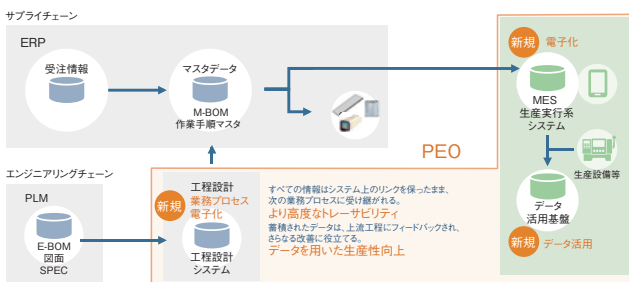 サプライチェーン
ERP
受注情報
マスタデータ
M-BOM
作業手順マスタ
新規
電子化
MES
生産実行系
システム
生産設備等
データ
活用基盤
新規
データ活用
PEO
エンジニアリングチェーン
PLM
E-BOM
図面
SPEC
新規
工程設計
業務プロセス
電子化
工程設計
システム
すべての情報はシステム上のリンクを保ったまま、
次の業務プロセスに受け継がれる。
より高度なトレーサビリティ
蓄積されたデータは、上流工程にフィードバックされ、
さらなる改善に役立てる。
データを用いた生産性向上